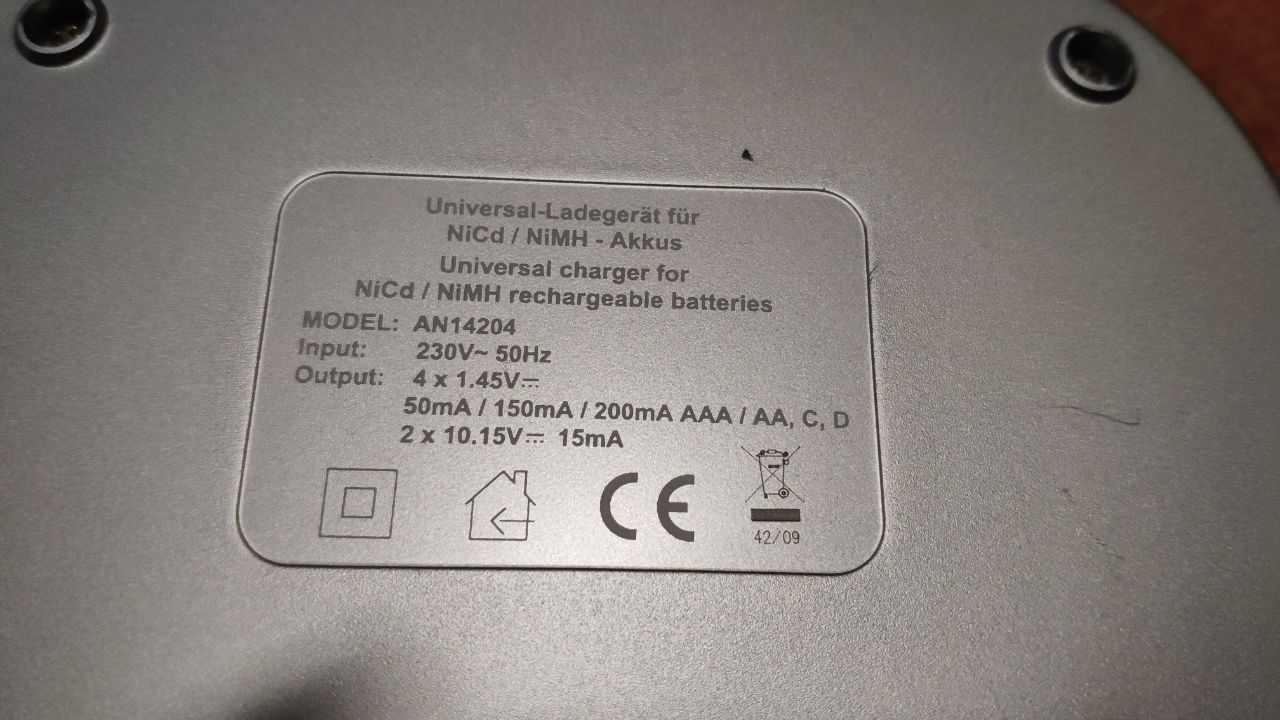 Universal-Ladegerät für
NiCd / NiMH - Akkus
Universal charger for
NiCd / NiMH rechargeable batteries
MODEL: AN14204
Input: 230V~ 50Hz
Output: 4 x 1.45V⎓
50mA / 150mA / 200mA AAA / AA, C, D
2 x 10.15V⎓ 15mA
CE
42/09